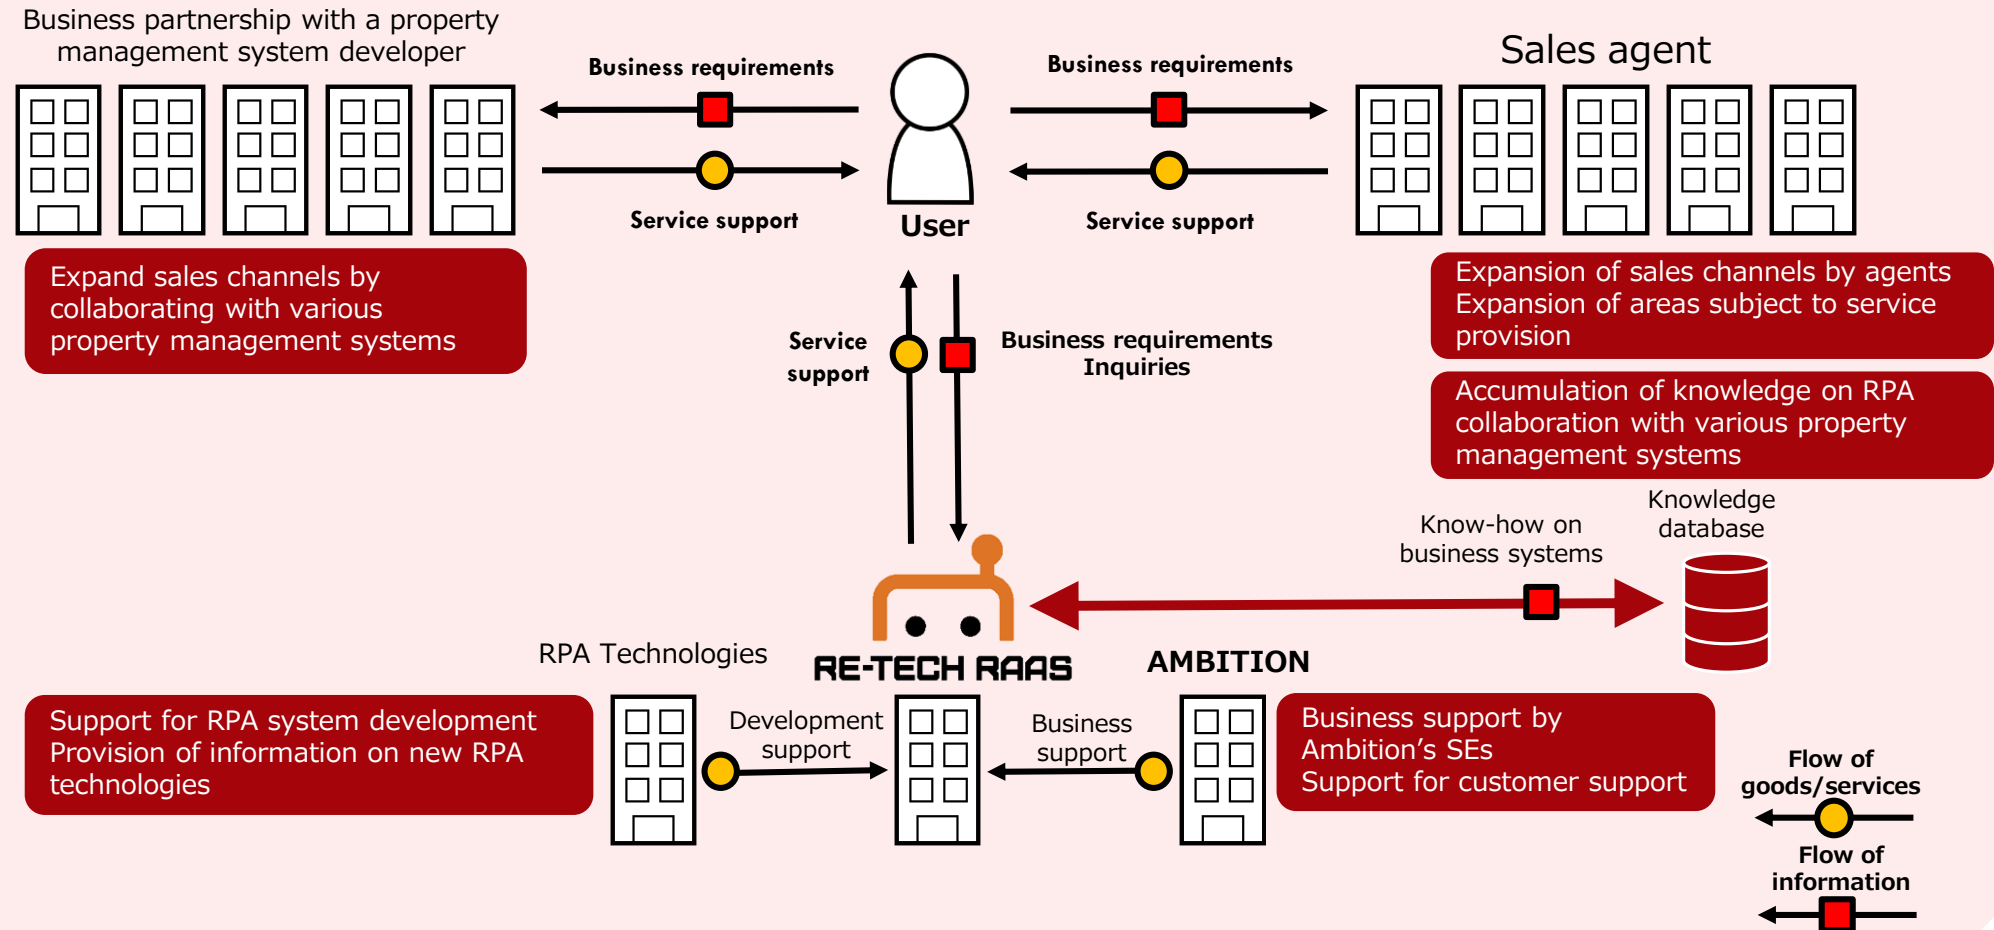 Business partnership with a property
management system developer
Business requirements
Service support
User
Business requirements
Service support
Sales agent
Expand sales channels by
collaborating with various
property management systems
Expansion of sales channels by agents
Expansion of areas subject to service
provision
Accumulation of knowledge on RPA
collaboration with various property
management systems
Service
support
Business requirements
Inquiries
Know-how on
business systems
Knowledge
database
RPA Technologies
RE-TECH RAAS
AMBITION
Support for RPA system development
Provision of information on new RPA
technologies
Development
support
Business
support
Business support by
Ambition’s SEs
Support for customer support
Flow of
goods/services
Flow of
information